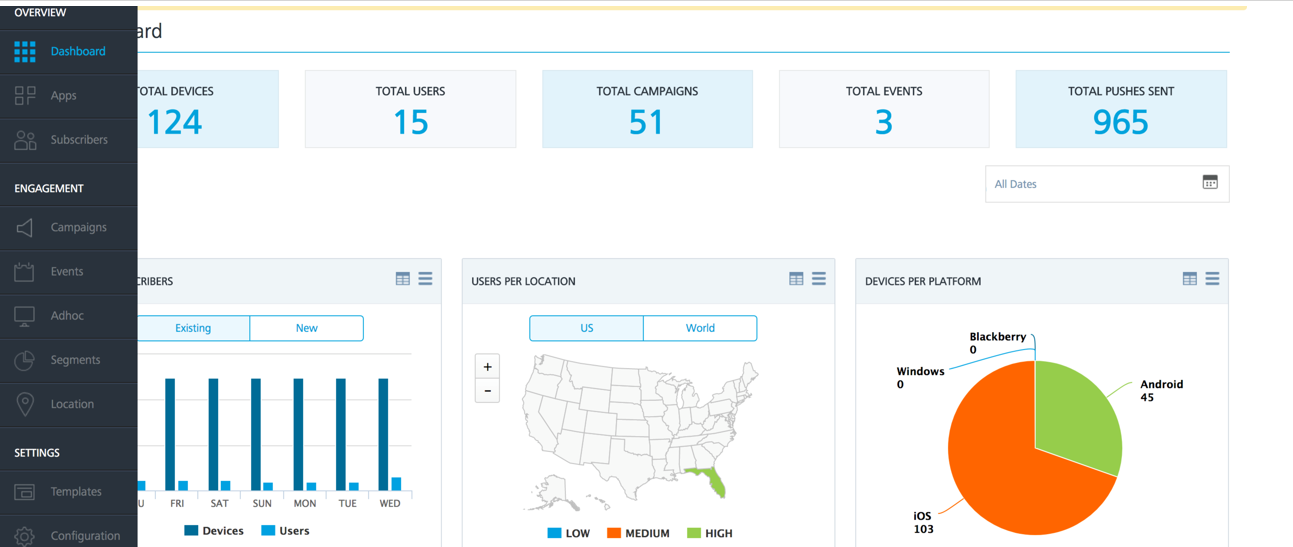 OVERVIEW
Dashboard
Apps
Subscribers
ENGAGEMENT
Campaigns
Events
Adhoc
Segments
Location
SETTINGS
Templates
Configuration
ard
OTAL DEVICES
124
TOTAL USERS
15
TOTAL CAMPAIGNS
51
TOTAL EVENTS
3
TOTAL PUSHES SENT
965
All Dates
CRIBERS
Existing New
U FRI SAT SUN MON TUE WED
Devices Users
USERS PER LOCATION
US World
+
-
LOW MEDIUM HIGH
DEVICES PER PLATFORM
Blackberry
0
Windows
0
Android
45
iOS
103